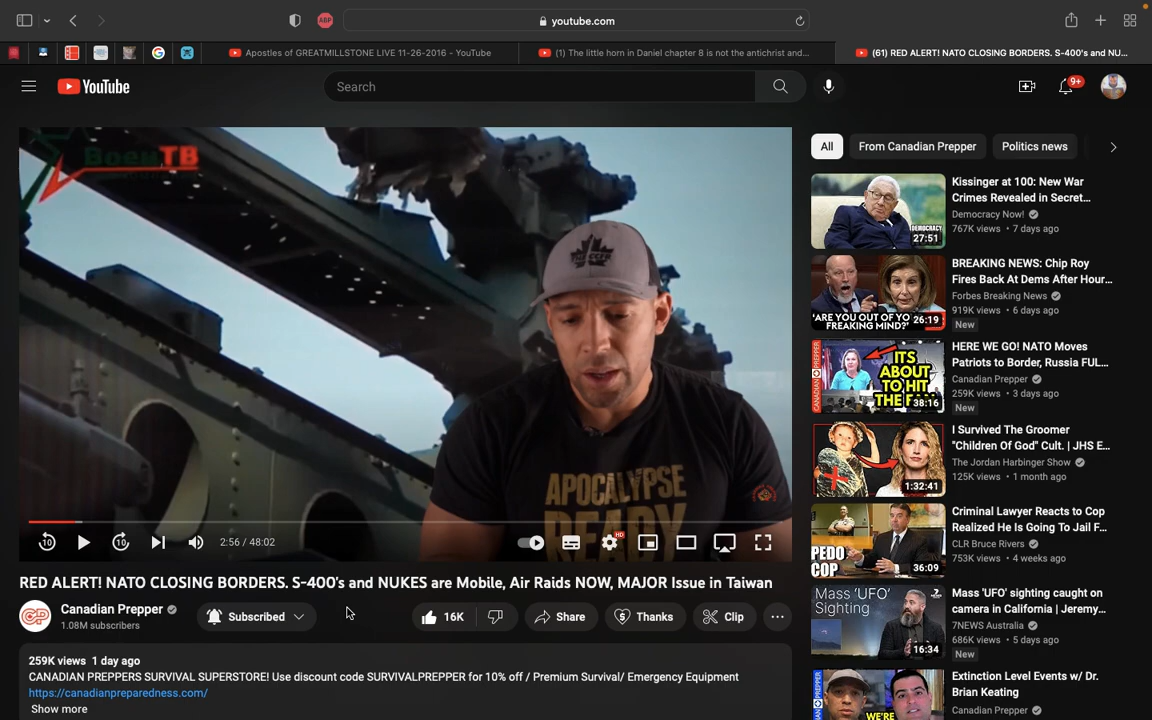 ABP
youtube.com
Apostles of GREATMILLSTONE LIVE 11-26-2016 - YouTube
(1) The little horn in Daniel chapter 8 is not the antichrist and...
(61) RED ALERT! NATO CLOSING BORDERS. S-400's and NU...
YouTube
Search
9+
ВоенТВ
APOCALYPSE
READY
HD
2:56 / 48:02
RED ALERT! NATO CLOSING BORDERS. S-400's and NUKES are Mobile, Air Raids NOW, MAJOR Issue in Taiwan
Canadian Prepper
1.08M subscribers
Subscribed
16K
Share
Thanks
Clip
259K views 1 day ago
CANADIAN PREPPERS SURVIVAL SUPERSTORE! Use discount code SURVIVALPREPPER for 10% off / Premium Survival/ Emergency Equipment
https://canadianpreparedness.com/
Show more
All
From Canadian Prepper
Politics news
DEMOCRACY
27:51
Kissinger at 100: New War
Crimes Revealed in Secret...
Democracy Now!
767K views • 7 days ago
'ARE YOU OUT OF YO
FREAKING MIND?'
26:19
BREAKING NEWS: Chip Roy
Fires Back At Dems After Hour...
Forbes Breaking News
919K views • 6 days ago
New
CANADIAN PREPPER
ITS
ABOUT
TO HIT
THE
38:16
HERE WE GO! NATO Moves
Patriots to Border, Russia FUL...
Canadian Prepper
259K views • 3 days ago
New
1:32:41
I Survived The Groomer
"Children Of God" Cult. | JHS E...
The Jordan Harbinger Show
125K views • 1 month ago
PEDO
COP
36:09
Criminal Lawyer Reacts to Cop
Realized He Is Going To Jail F...
CLR Bruce Rivers
753K views • 4 weeks ago
Mass 'UFO'
Sighting
16:34
Mass 'UFO' sighting caught on
camera in California | Jeremy...
7NEWS Australia
686K views • 5 days ago
New
PREPPER
WE'RE
Extinction Level Events w/ Dr.
Brian Keating
Canadian Prepper